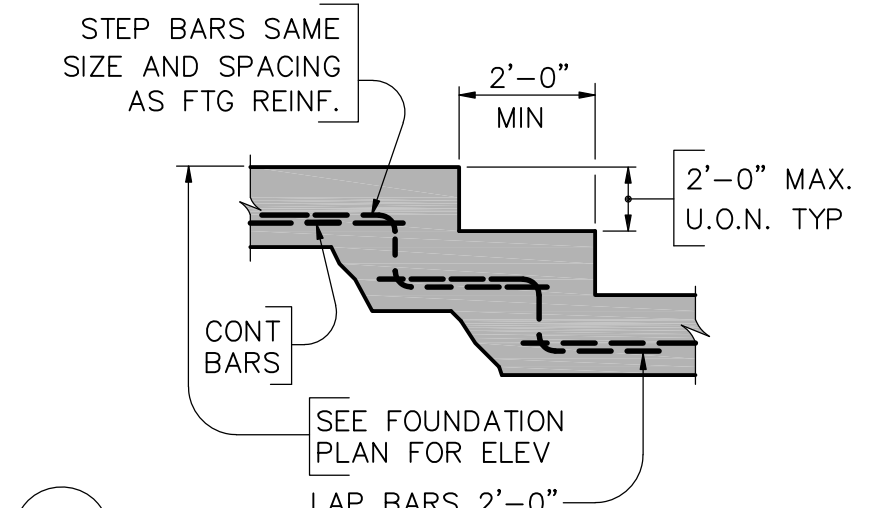 STEP BARS SAME
SIZE AND SPACING
AS FTG REINF.
2'-0"
MIN
2'-0" MAX.
U.O.N. TYP
CONT
BARS
SEE FOUNDATION
PLAN FOR ELEV
LAP BARS 2'-0"